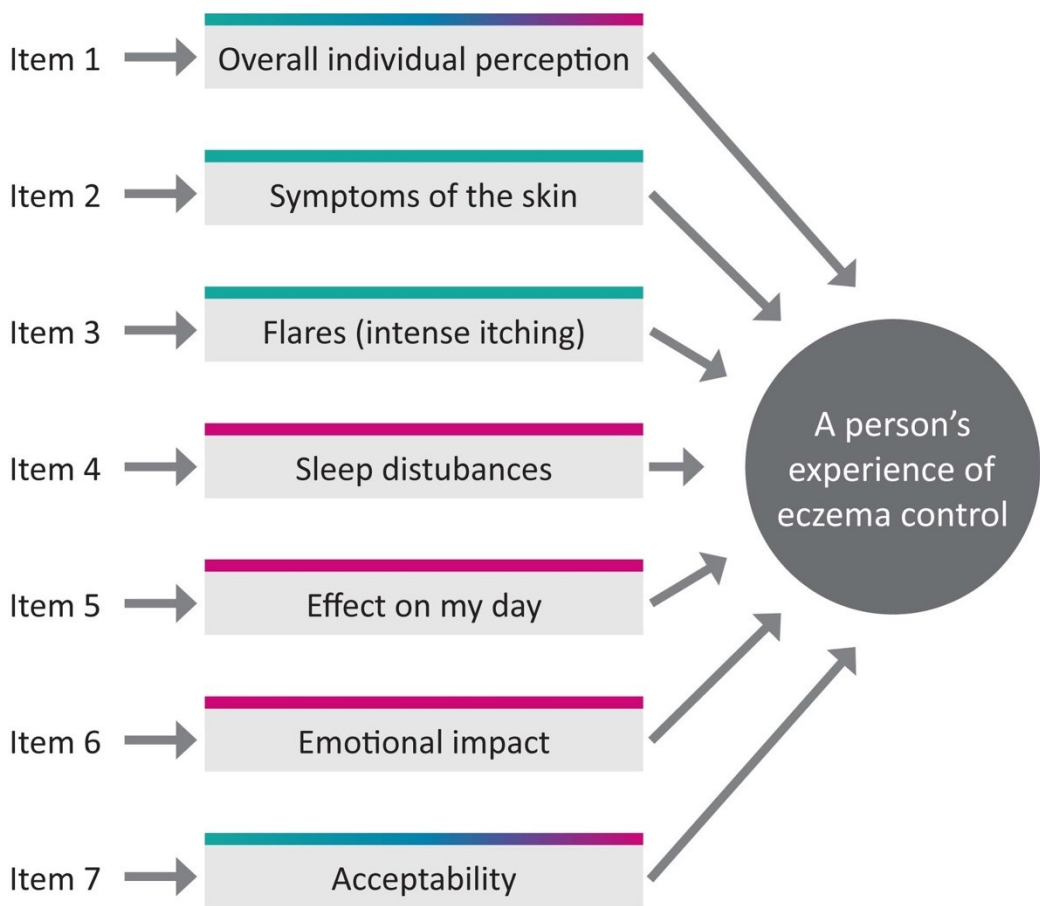 Item 1
Overall individual perception
Item 2
Symptoms of the skin
Item 3
Flares (intense itching)
Item 4
Sleep distubances
Item 5
Effect on my day
Item 6
Emotional impact
Item 7
Acceptability
A person’s
experience of
eczema control